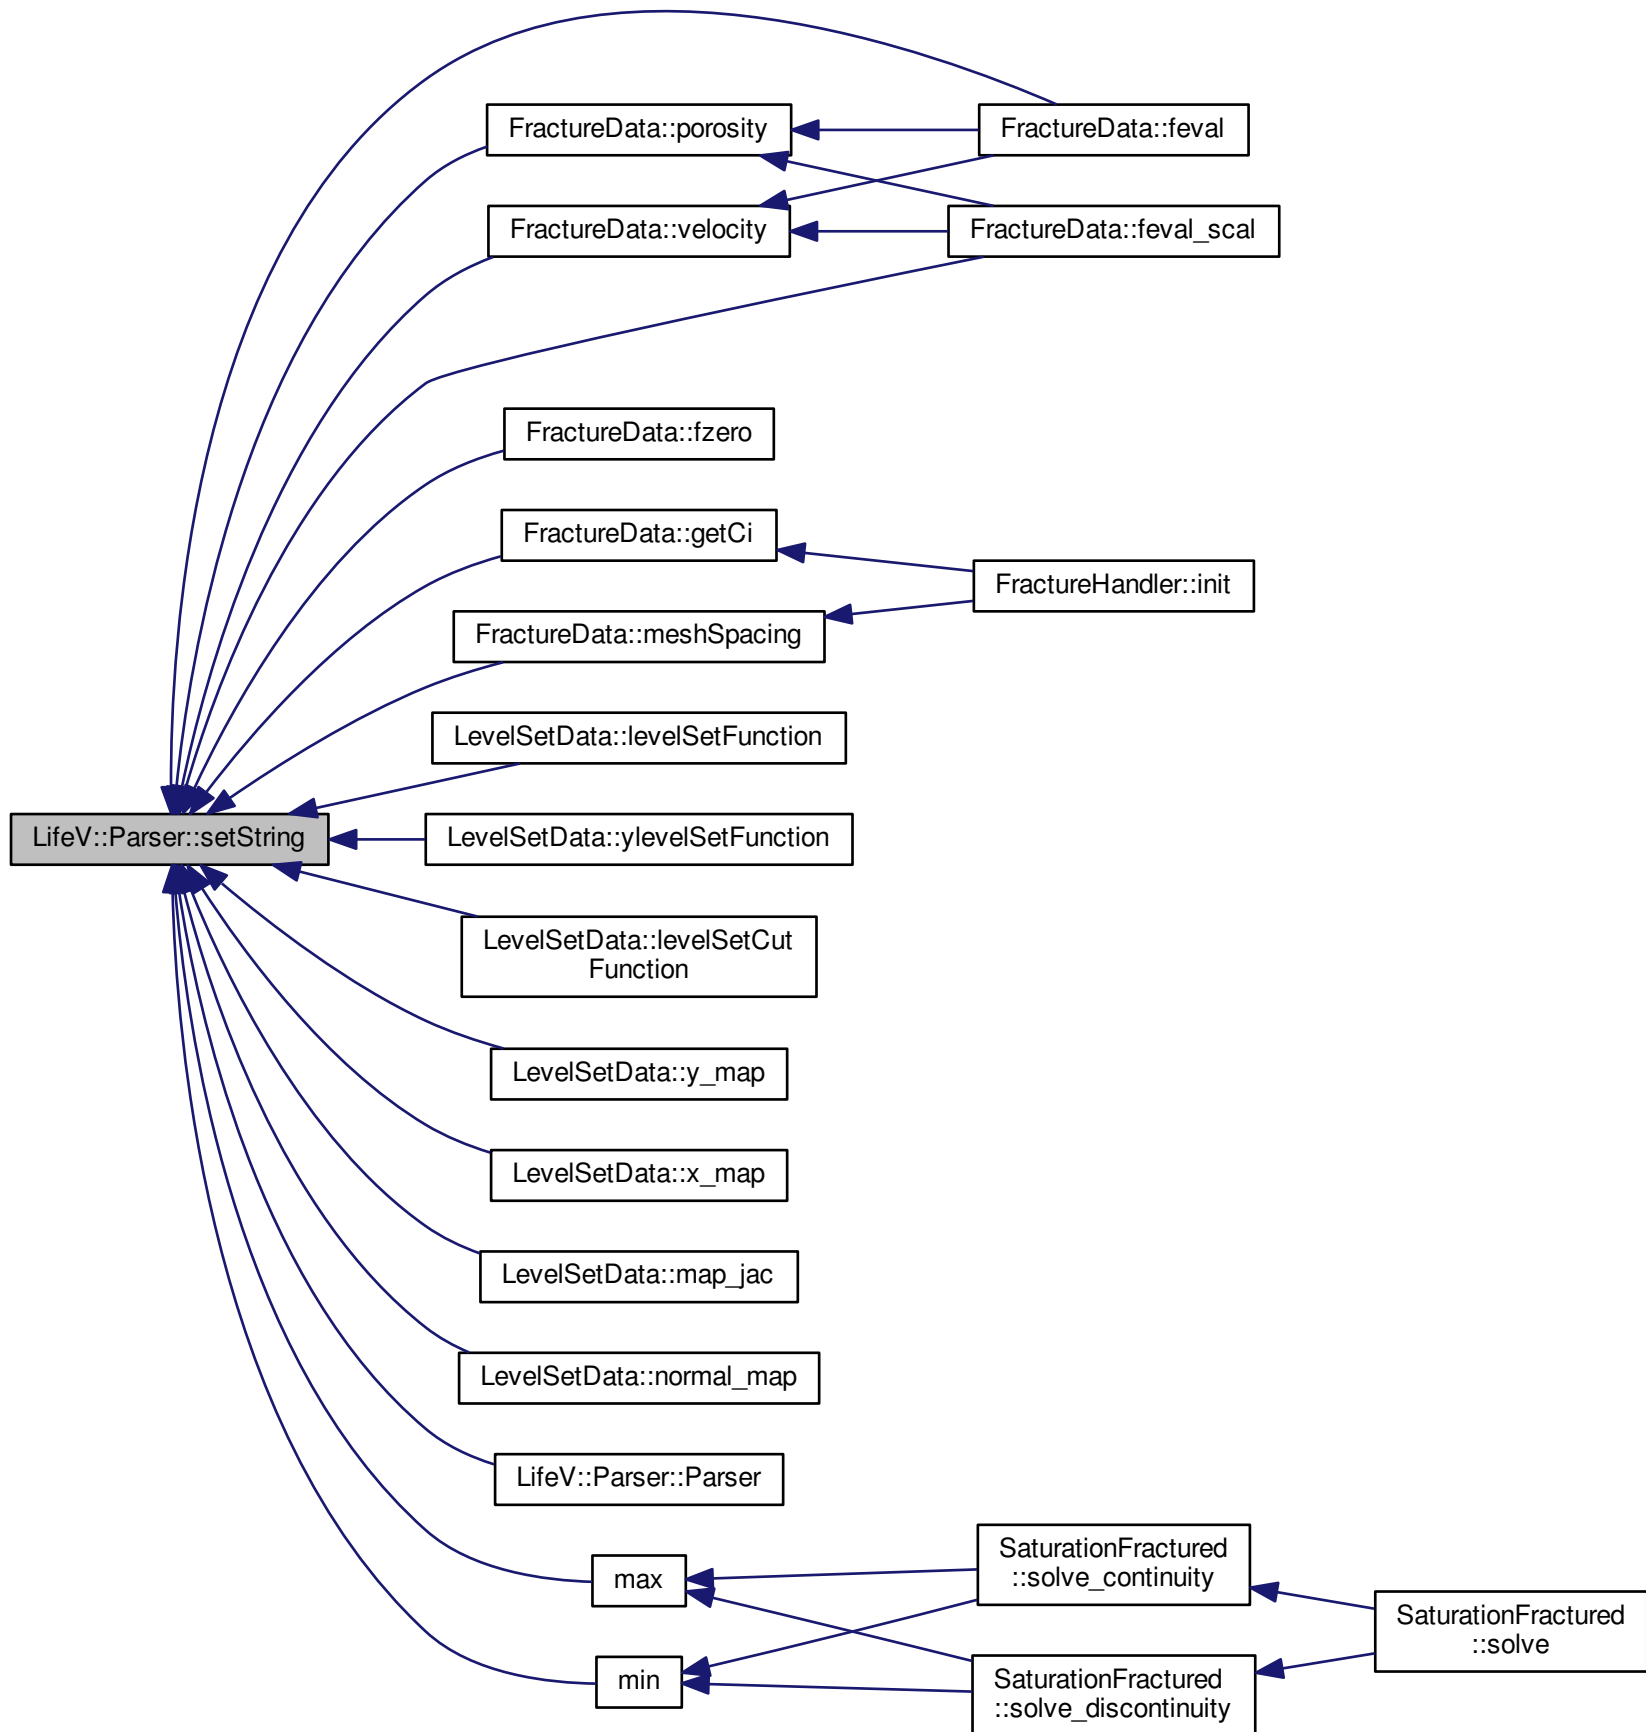 FractureData::porosity
FractureData::feval
FractureData::velocity
FractureData::feval_scal
FractureData::fzero
FractureData::getCi
FractureHandler::init
FractureData::meshSpacing
LevelSetData::levelSetFunction
LifeV::Parser::setString
LevelSetData::ylevelSetFunction
LevelSetData::levelSetCut
Function
LevelSetData::y_map
LevelSetData::x_map
LevelSetData::map_jac
LevelSetData::normal_map
LifeV::Parser::Parser
max
SaturationFractured
::solve_continuity
SaturationFractured
::solve
min
SaturationFractured
::solve_discontinuity